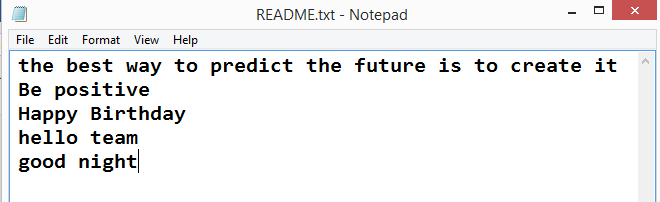 README.txt - Notepad
File Edit Format View Help
the best way to predict the future is to create it
Be positive
Happy Birthday
hello team
good night